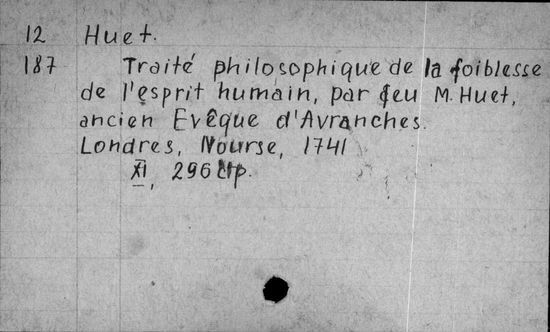 12 Huet.
187 Traité philosophique de la foiblesse
de l'esprit humain, par feu M. Huet,
ancien Evêque d'Avranches.
Londres, Nourse, 1741
XI, 296 стр.